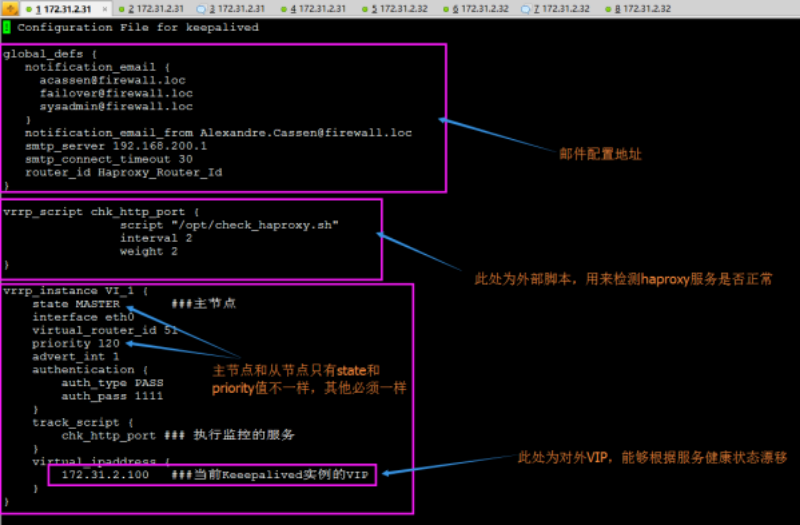 1 172.31.2.31 × 2 172.31.2.31 3 172.31.2.31 4 172.31.2.31 5 172.31.2.32 6 172.31.2.32 7 172.31.2.32 8 172.31.2.32
! Configuration File for keepalived
global_defs {
notification_email {
acassen@firewall.loc
failover@firewall.loc
sysadmin@firewall.loc
}
notification_email_from Alexandre.Cassen@firewall.loc
smtp_server 192.168.200.1
smtp_connect_timeout 30
router_id Haproxy_Router_Id
}
邮件配置地址
vrrp_script chk_http_port {
script "/opt/check_haproxy.sh"
interval 2
weight 2
}
此处为外部脚本，用来检测haproxy服务是否正常
vrrp_instance VI_1 {
state MASTER ###主节点
interface eth0
virtual_router_id 51
priority 120
advert_int 1
authentication {
auth_type PASS
auth_pass 1111
}
主节点和从节点只有state和
priority值不一样，其他必须一样
track_script {
chk_http_port ### 执行监控的服务
}
virtual_ipaddress {
172.31.2.100 ###当前Keeepalived实例的VIP
}
}
此处为对外VIP，能够根据服务健康状态漂移